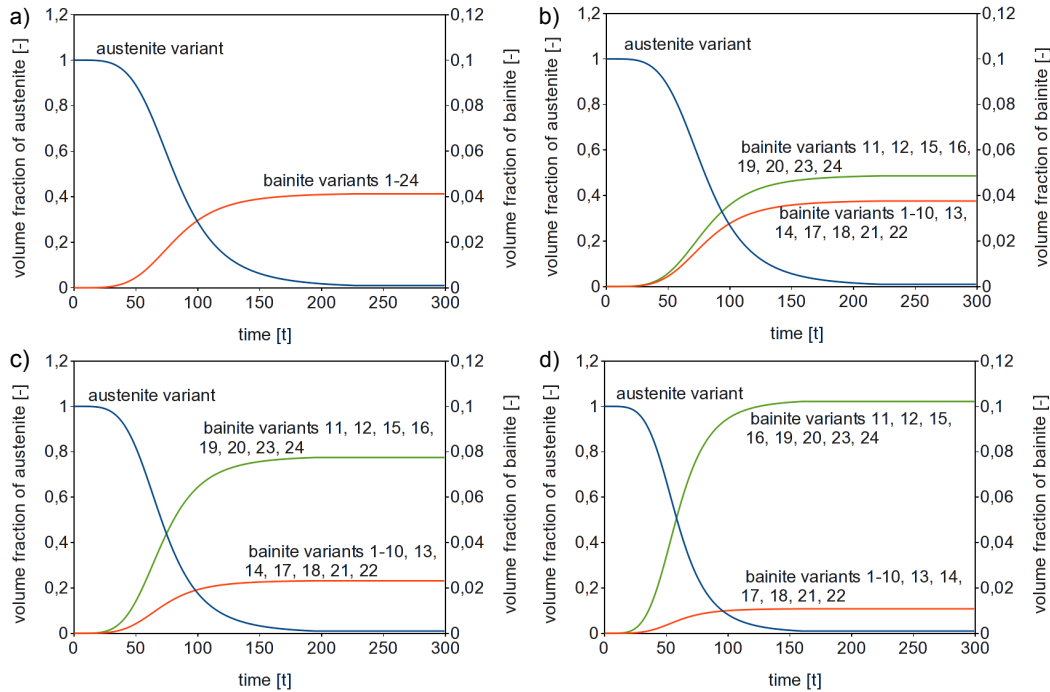 a)
1,2
1
0,8
0,6
0,4
0,2
0
volume fraction of austenite [-]
austenite variant
bainite variants 1-24
0,12
0,1
0,08
0,06
0,04
0,02
0
volume fraction of bainite [-]
0 50 100 150 200 250 300
time [t]
b)
1,2
1
0,8
0,6
0,4
0,2
0
volume fraction of austenite [-]
austenite variant
bainite variants 11, 12, 15, 16,
19, 20, 23, 24
bainite variants 1-10, 13,
14, 17, 18, 21, 22
0,12
0,1
0,08
0,06
0,04
0,02
0
volume fraction of bainite [-]
0 50 100 150 200 250 300
time [t]
c)
1,2
1
0,8
0,6
0,4
0,2
0
volume fraction of austenite [-]
austenite variant
bainite variants 11, 12, 15, 16,
19, 20, 23, 24
bainite variants 1-10, 13,
14, 17, 18, 21, 22
0,12
0,1
0,08
0,06
0,04
0,02
0
volume fraction of bainite [-]
0 50 100 150 200 250 300
time [t]
d)
1,2
1
0,8
0,6
0,4
0,2
0
volume fraction of austenite [-]
austenite variant
bainite variants 11, 12, 15,
16, 19, 20, 23, 24
bainite variants 1-10, 13, 14,
17, 18, 21, 22
0,12
0,1
0,08
0,06
0,04
0,02
0
volume fraction of bainite [-]
0 50 100 150 200 250 300
time [t]